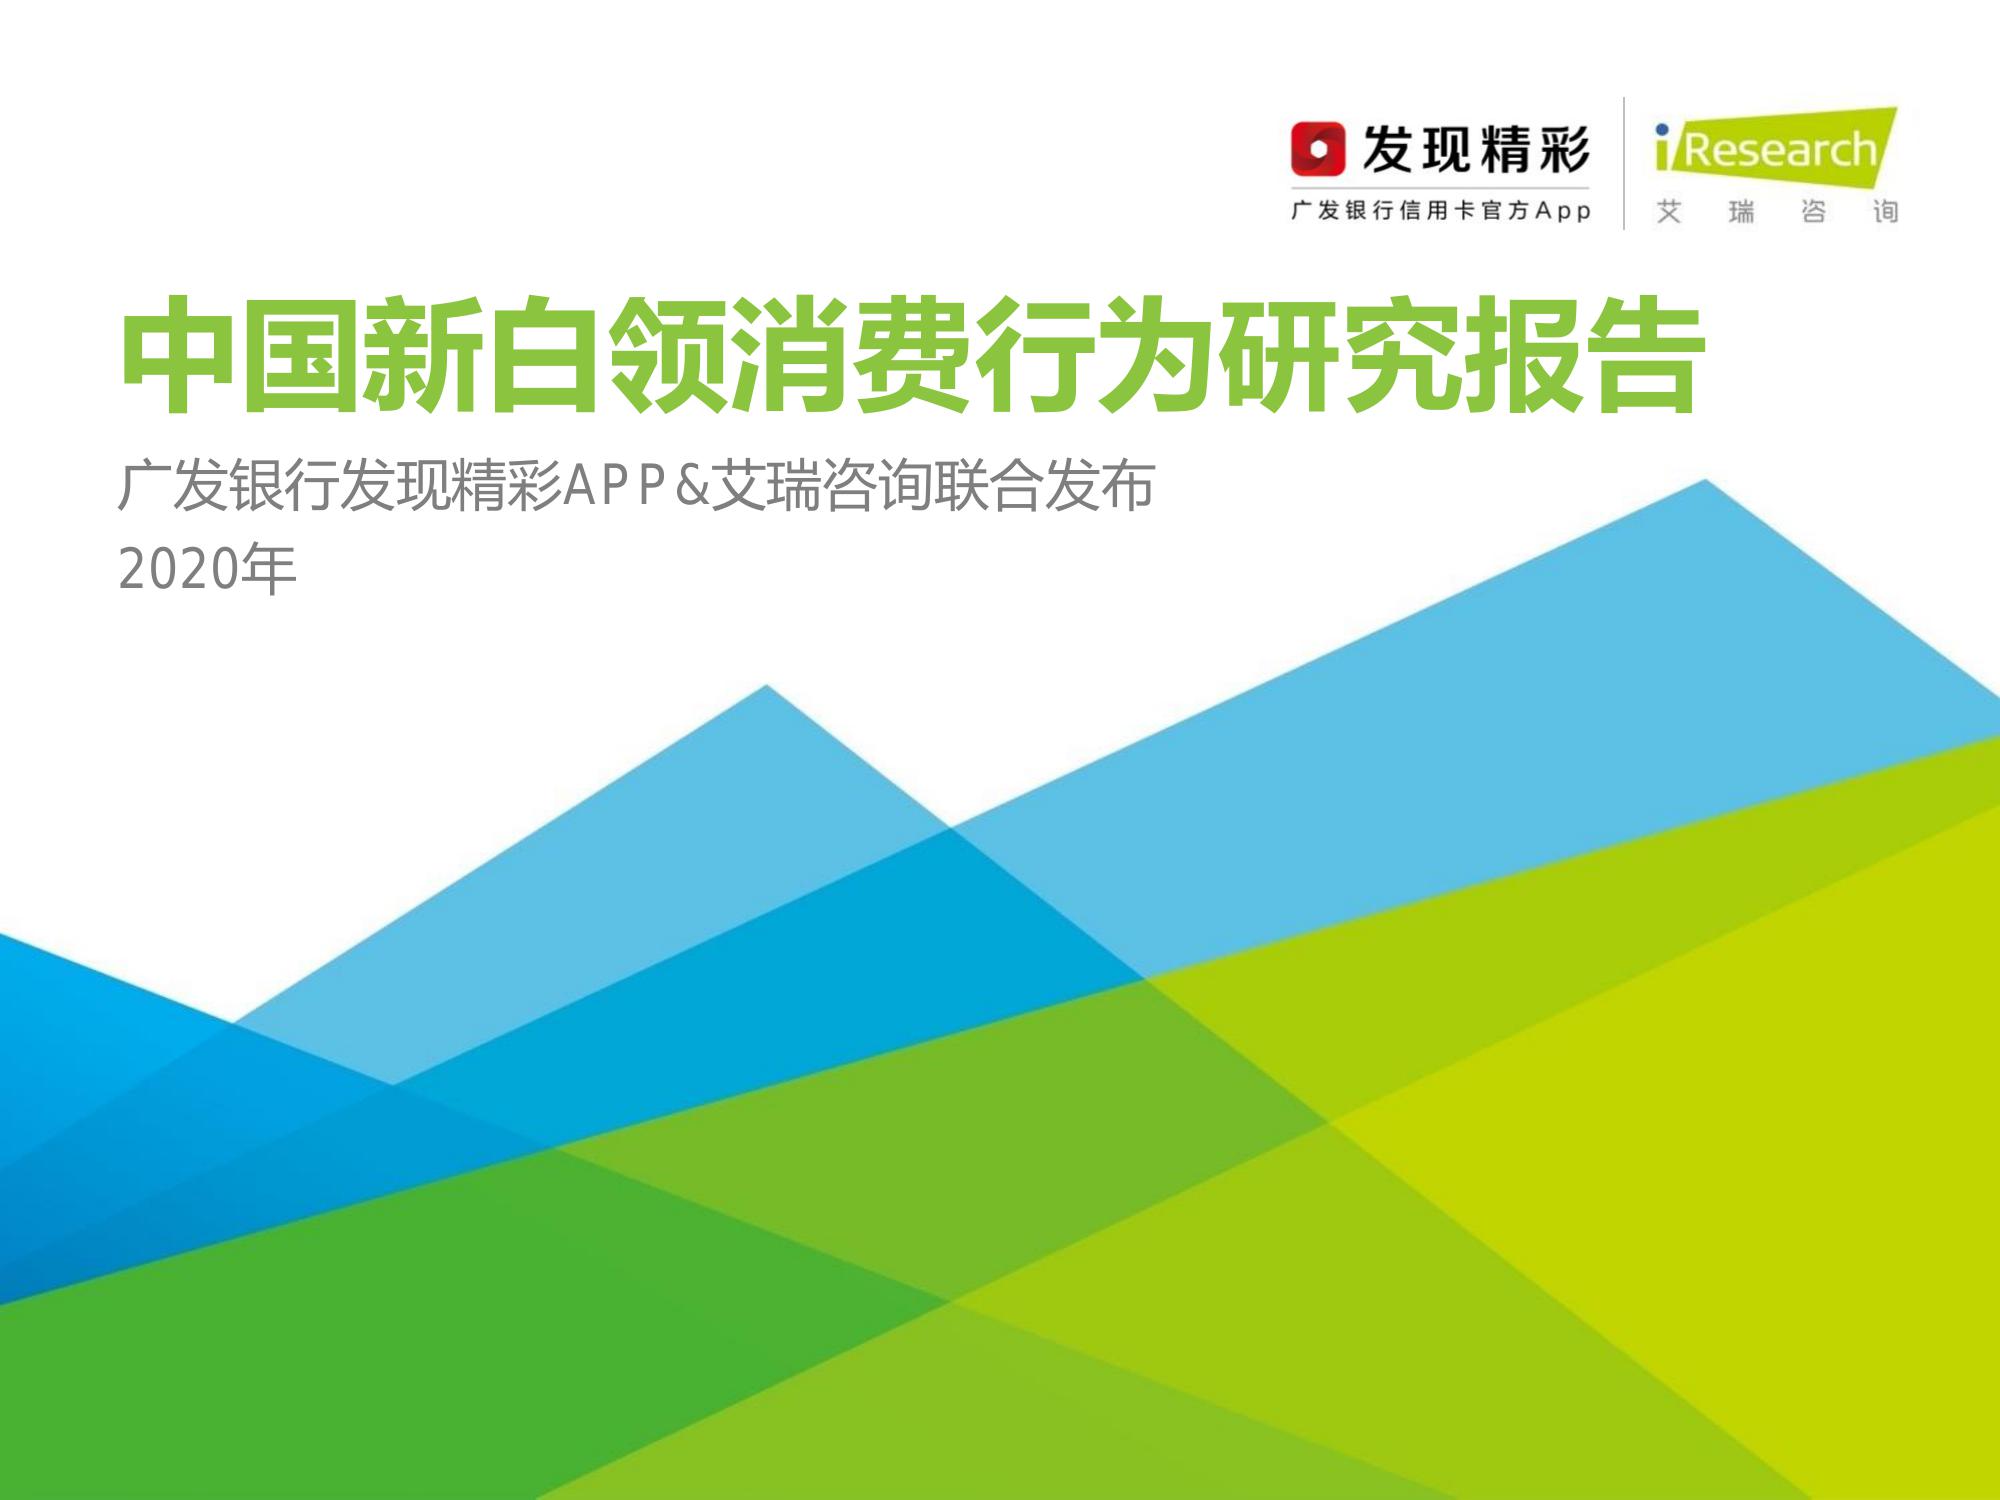 发现精彩
广发银行信用卡官方App
iResearch
艾瑞咨询
中国新白领消费行为研究报告
广发银行发现精彩APP&艾瑞咨询联合发布
2020年